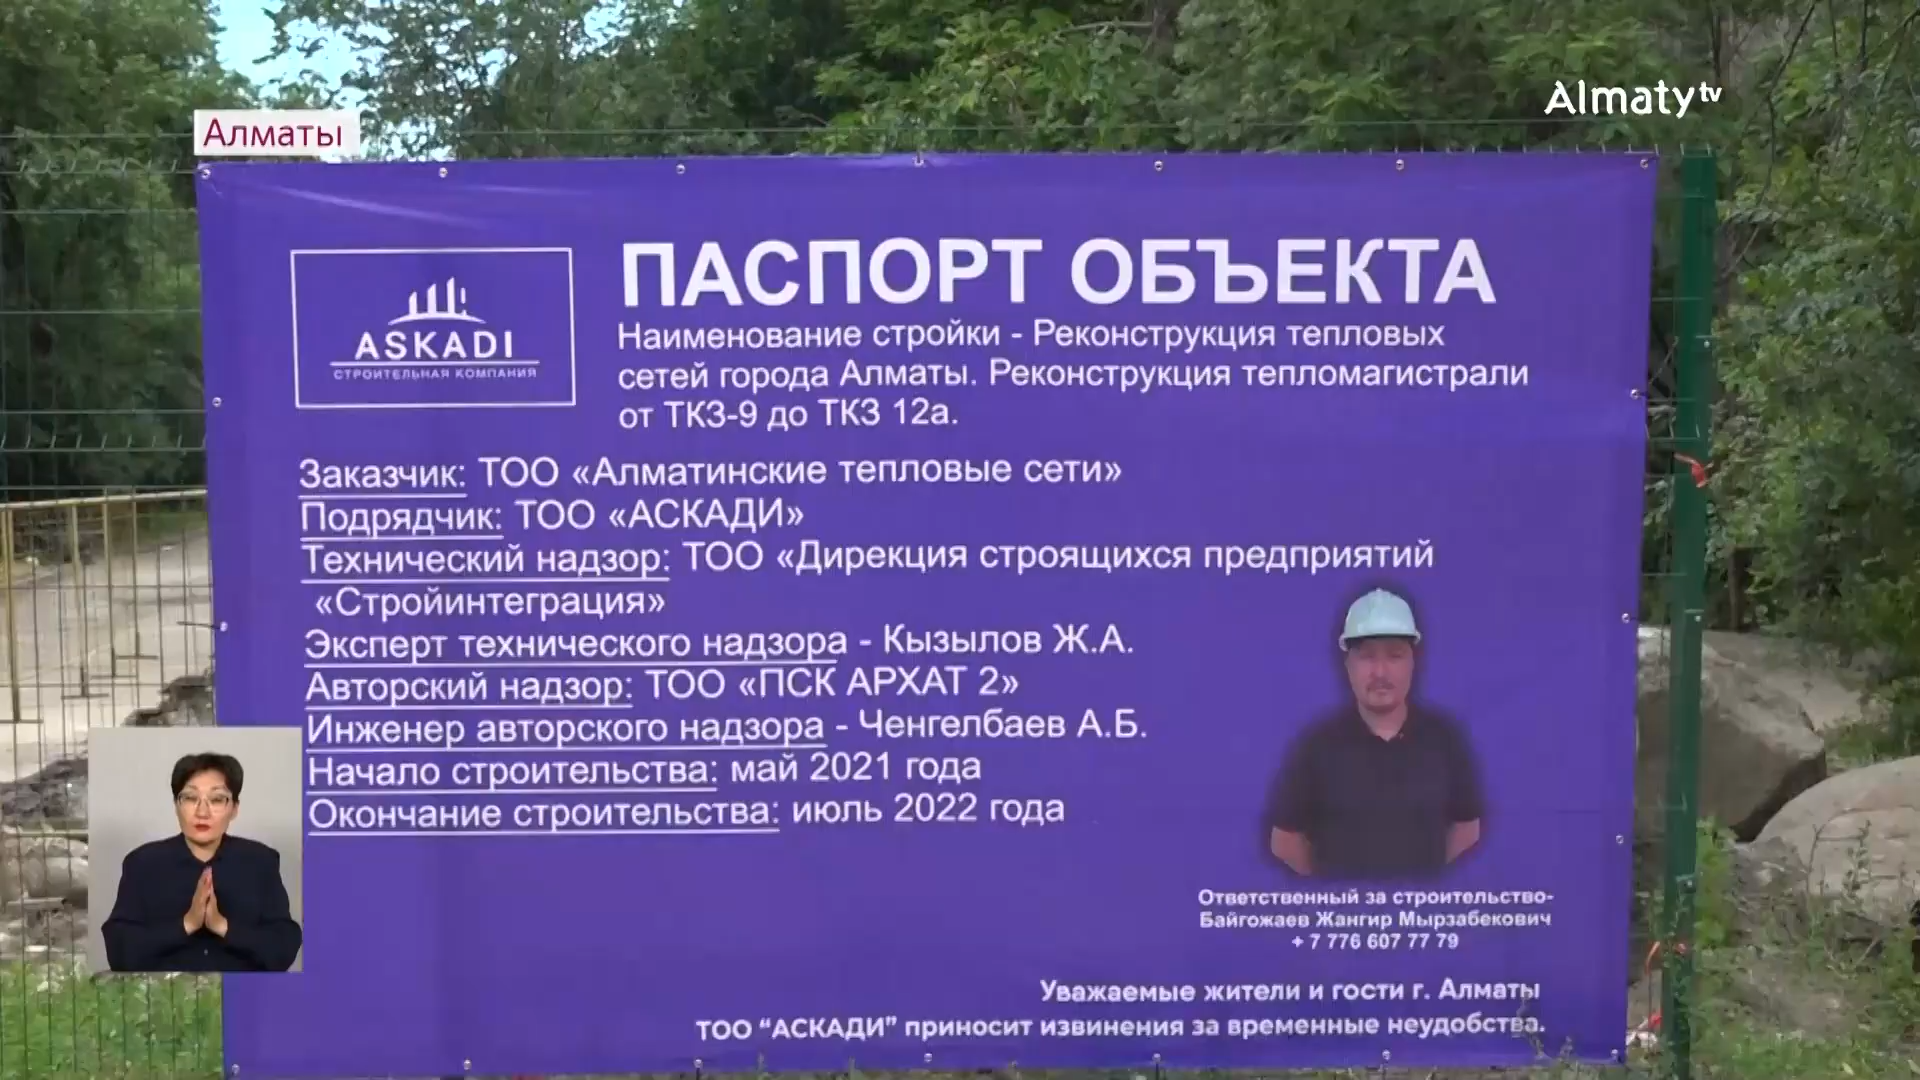 Almaty tv
Алматы
ASKADI
СТРОИТЕЛЬНАЯ КОМПАНИЯ
ПАСПОРТ ОБЪЕКТА
Наименование стройки - Реконструкция тепловых
сетей города Алматы. Реконструкция тепломагистрали
от ТКЗ-9 до ТКЗ 12а.
Заказчик: ТОО «Алматинские тепловые сети»
Подрядчик: ТОО «АСКАДИ»
Технический надзор: ТОО «Дирекция строящихся предприятий
«Стройинтеграция»
Эксперт технического надзора - Кызылов Ж.А.
Авторский надзор: ТОО «ПСК АРХАТ 2»
Инженер авторского надзора - Ченгелбаев А.Б.
Начало строительства: май 2021 года
Окончание строительства: июль 2022 года
Ответственный за строительство-
Байгожаев Жангир Мырзабекович
+ 7 776 607 77 79
Уважаемые жители и гости г. Алматы
ТОО “АСКАДИ” приносит извинения за временные неудобства.